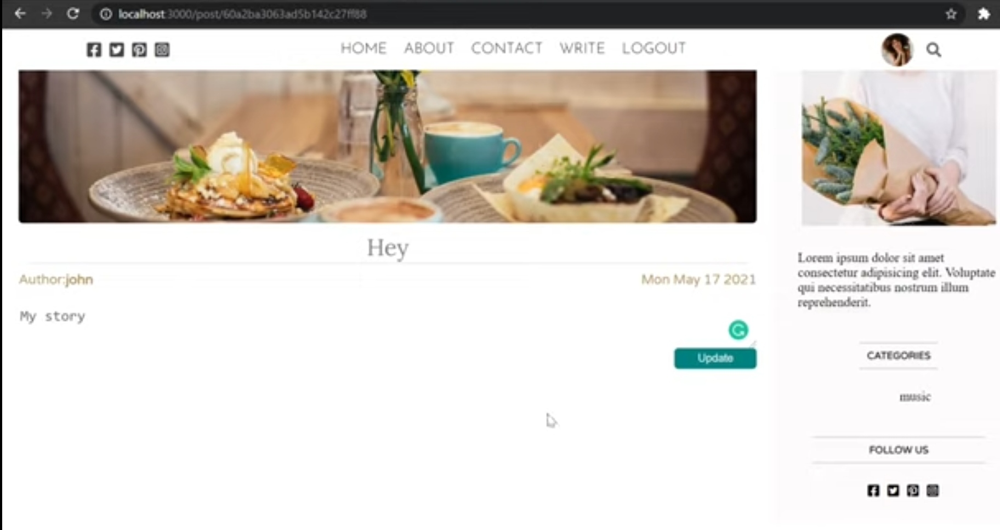 localhost:3000/post/60a2ba3063ad5b142c27ff88
HOME ABOUT CONTACT WRITE LOGOUT
Hey
Author:john
Mon May 17 2021
My story
Update
Lorem ipsum dolor sit amet
consectetur adipisicing elit. Voluptate
qui necessitatibus nostrum illum
reprehenderit.
CATEGORIES
music
FOLLOW US